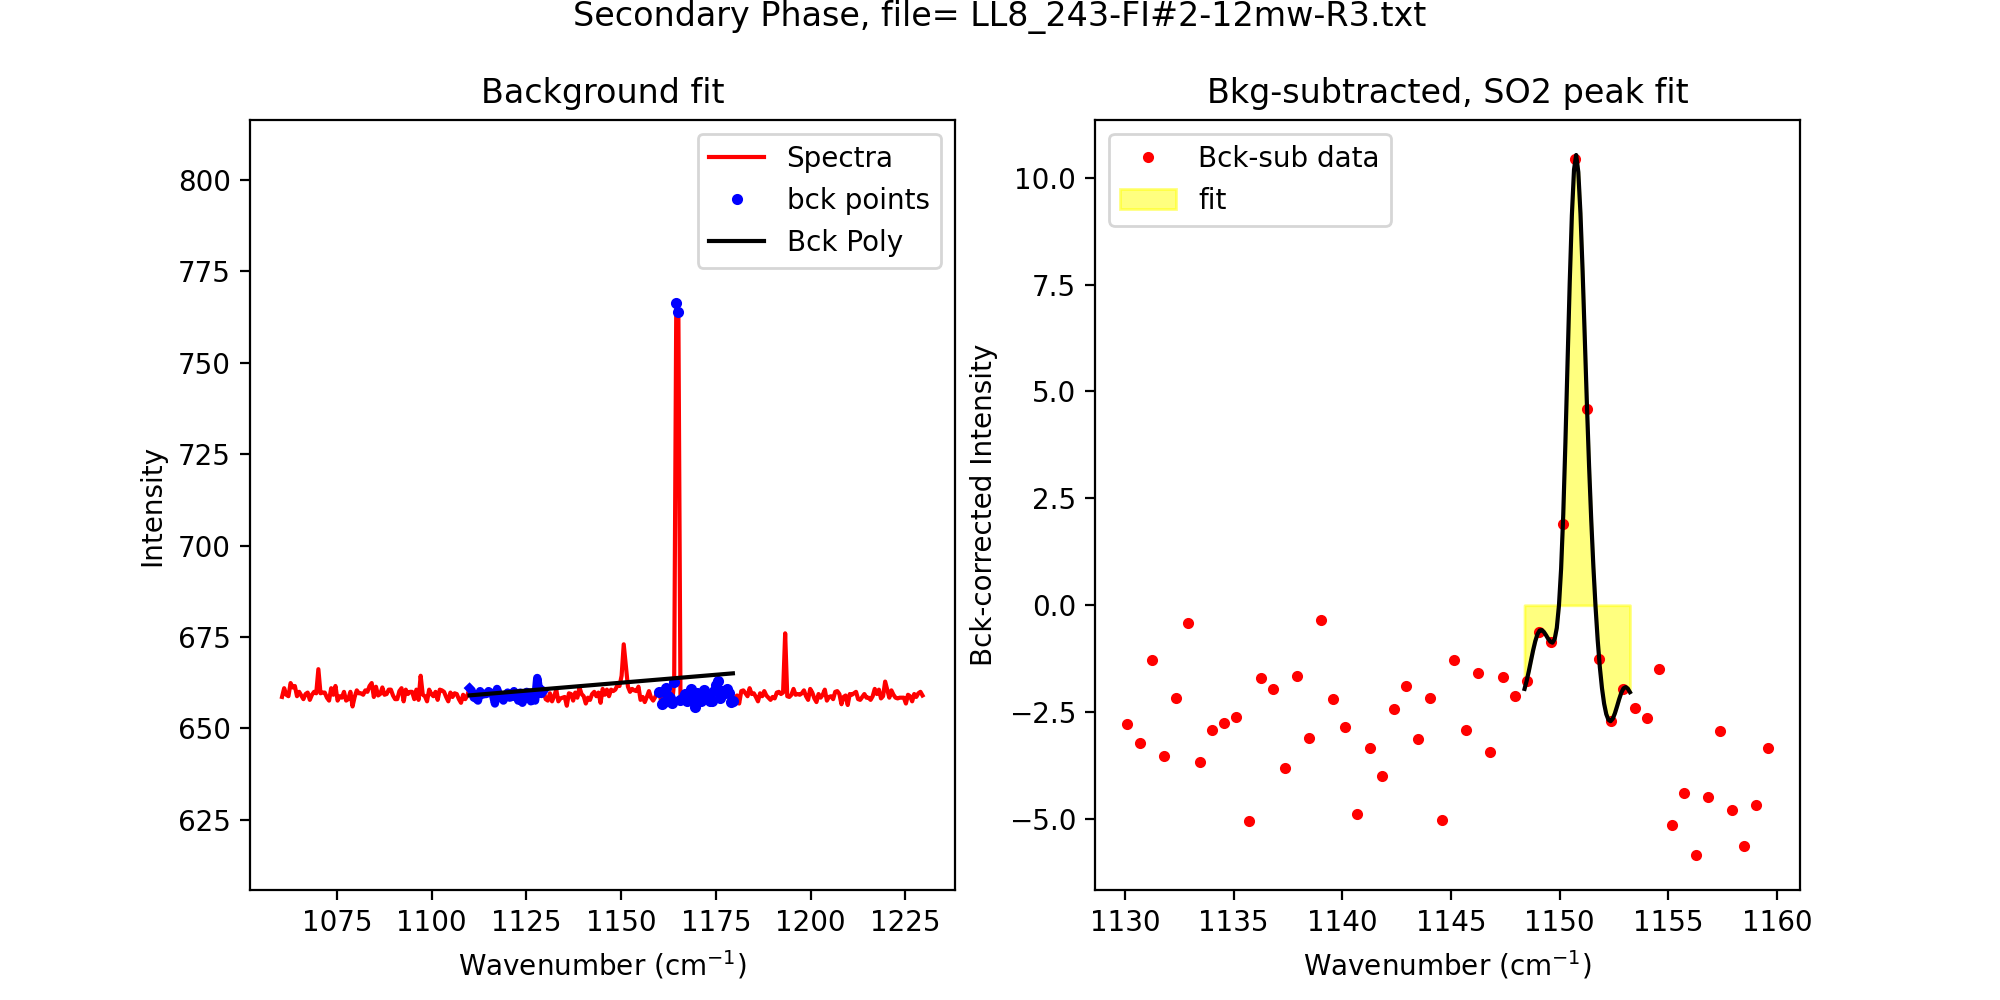 Secondary Phase, file= LL8_243-FI#2-12mw-R3.txt
Background fit
Spectra
bck points
Bck Poly
800
775
750
725
700
675
650
625
Intensity
1075 1100 1125 1150 1175 1200 1225
Wavenumber (cm⁻¹)
Bkg-subtracted, SO2 peak fit
Bck-sub data
fit
10.0
7.5
5.0
2.5
0.0
−2.5
−5.0
Bck-corrected Intensity
1130 1135 1140 1145 1150 1155 1160
Wavenumber (cm⁻¹)